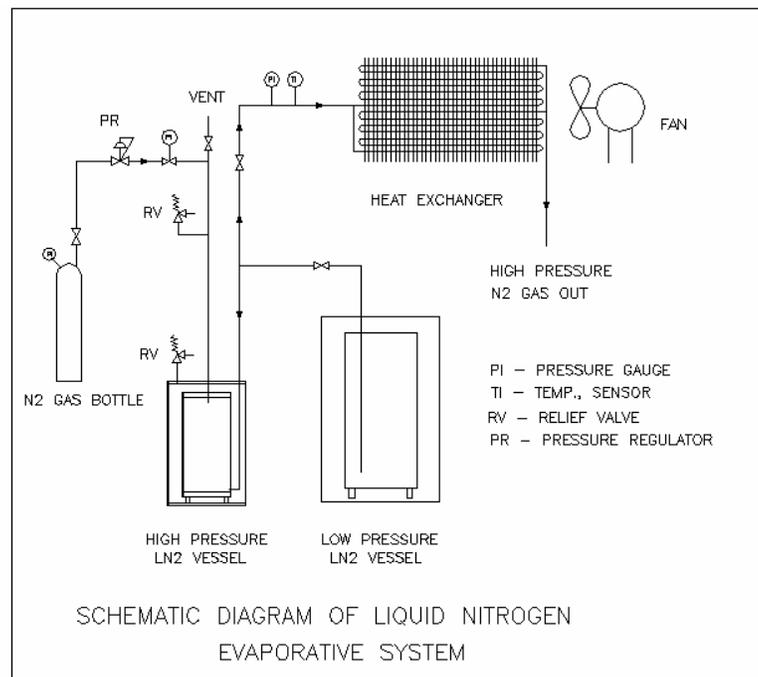 PI
TI
VENT
PR
PI
FAN
HEAT EXCHANGER
RV
PI
HIGH PRESSURE
N2 GAS OUT
RV
N2 GAS BOTTLE
PI – PRESSURE GAUGE
TI – TEMP., SENSOR
RV – RELIEF VALVE
PR – PRESSURE REGULATOR
HIGH PRESSURE
LN2 VESSEL
LOW PRESSURE
LN2 VESSEL
SCHEMATIC DIAGRAM OF LIQUID NITROGEN
EVAPORATIVE SYSTEM